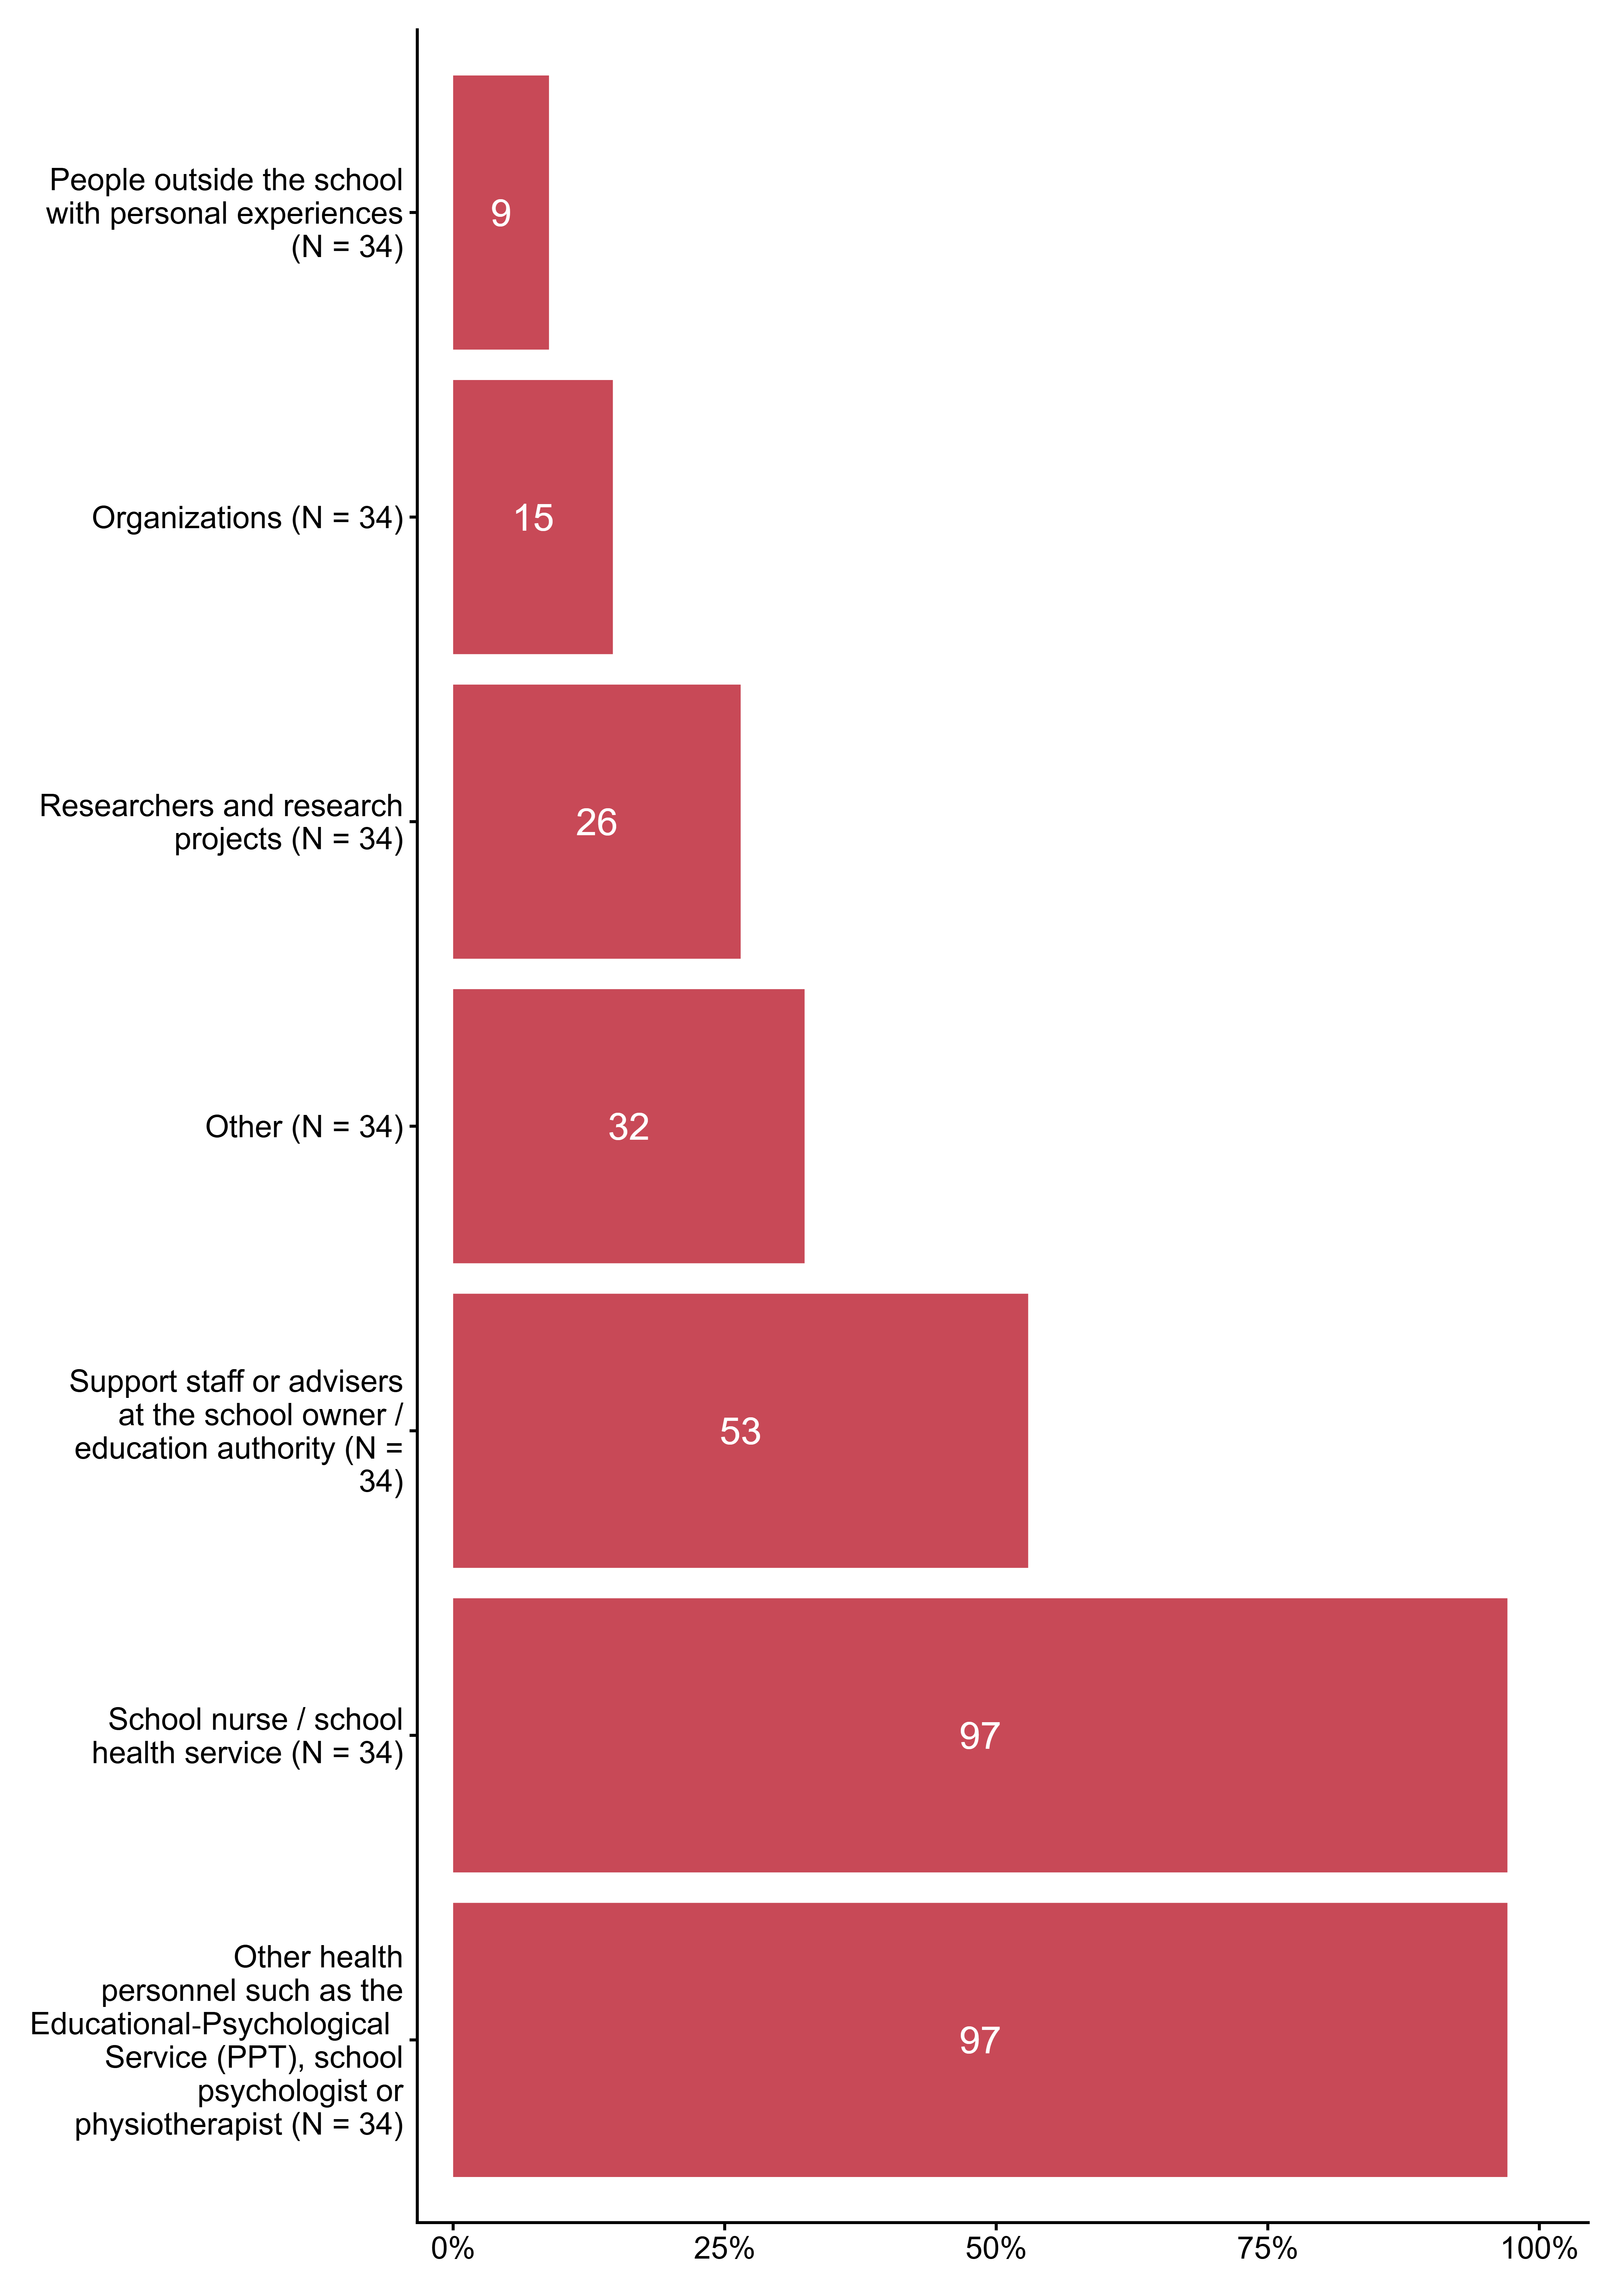 People outside the school
with personal experiences
(N = 34)
9
Organizations (N = 34)
15
Researchers and research
projects (N = 34)
26
Other (N = 34)
32
Support staff or advisers
at the school owner /
education authority (N =
34)
53
School nurse / school
health service (N = 34)
97
Other health
personnel such as the
Educational-Psychological
Service (PPT), school
psychologist or
physiotherapist (N = 34)
97
0% 25% 50% 75% 100%